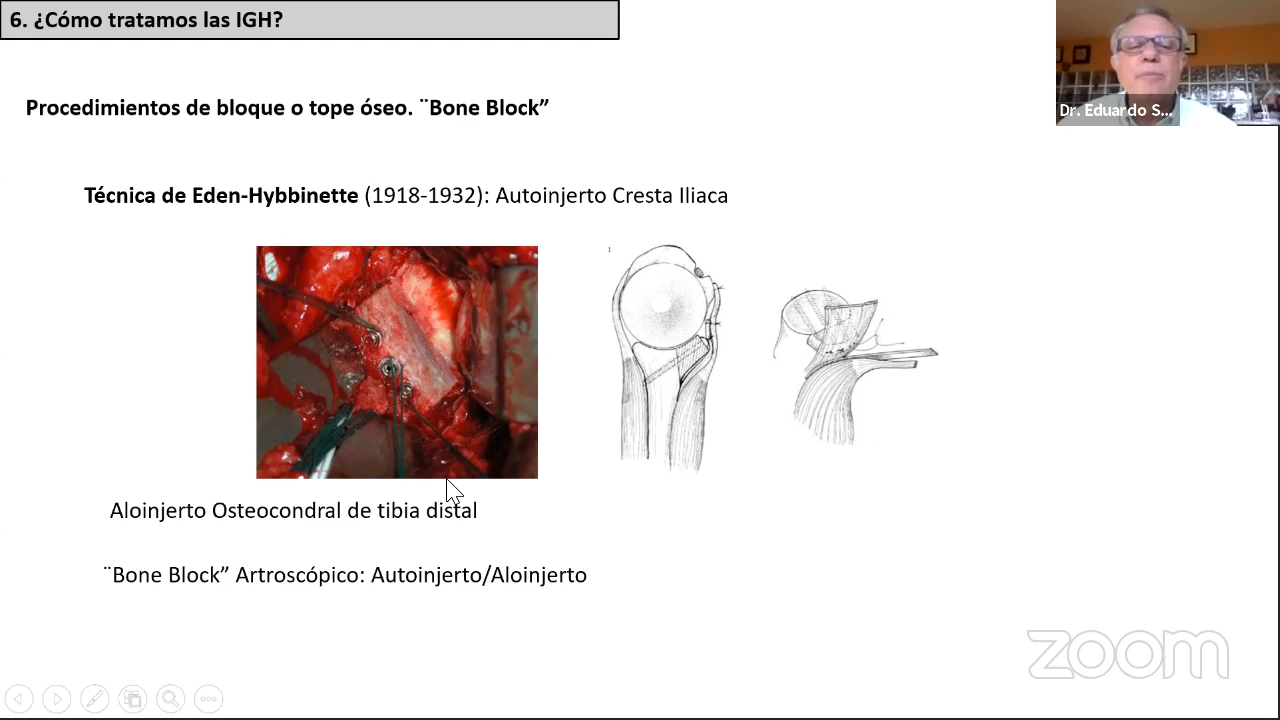 6. ¿Cómo tratamos las IGH?
Dr. Eduardo S...
Procedimientos de bloque o tope óseo. ¨Bone Block”
Técnica de Eden-Hybbinette (1918-1932): Autoinjerto Cresta Iliaca
Aloinjerto Osteocondral de tibia distal
¨Bone Block” Artroscópico: Autoinjerto/Aloinjerto
zoom